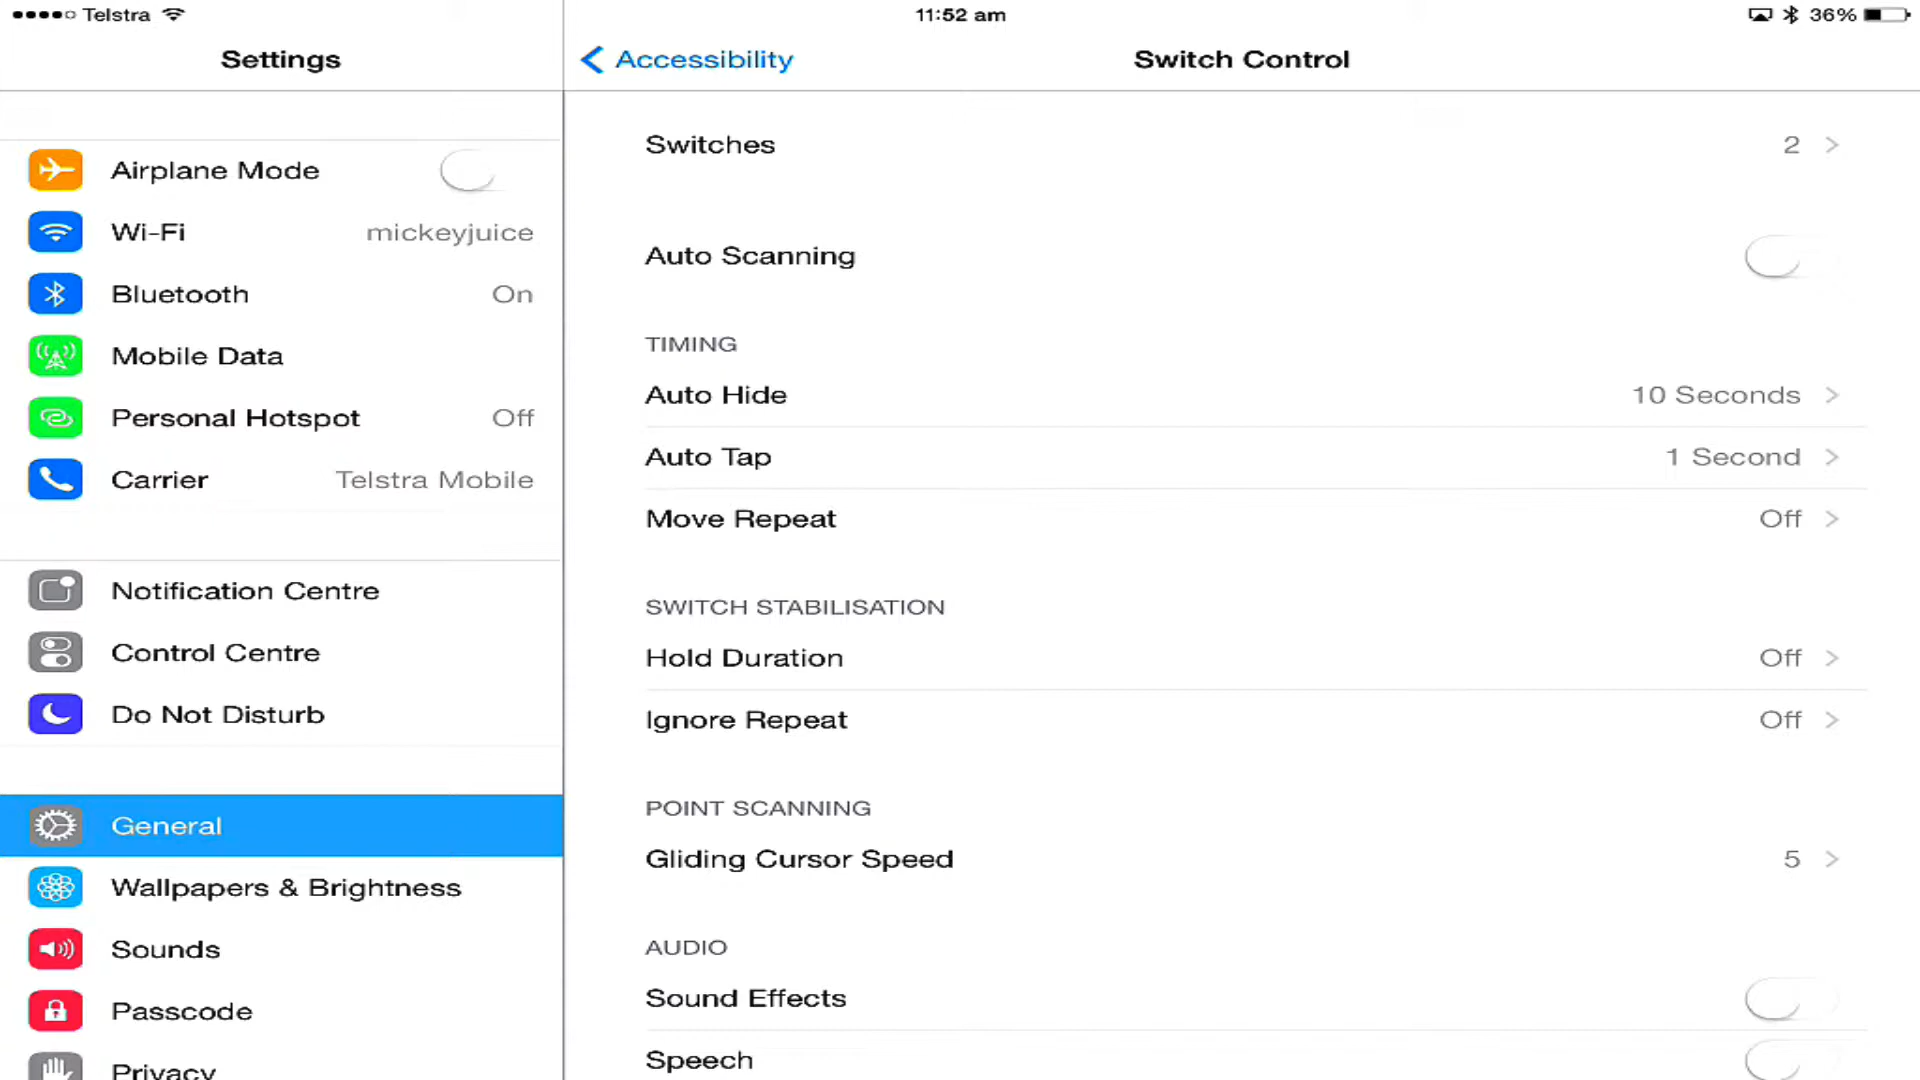 Telstra
11:52 am
36%
Settings
Accessibility
Switch Control
Airplane Mode
Wi-Fi mickeyjuice
Bluetooth On
Mobile Data
Personal Hotspot Off
Carrier Telstra Mobile
Notification Centre
Control Centre
Do Not Disturb
General
Wallpapers & Brightness
Sounds
Passcode
Privacy
Switches 2
Auto Scanning
TIMING
Auto Hide 10 Seconds
Auto Tap 1 Second
Move Repeat Off
SWITCH STABILISATION
Hold Duration Off
Ignore Repeat Off
POINT SCANNING
Gliding Cursor Speed 5
AUDIO
Sound Effects
Speech